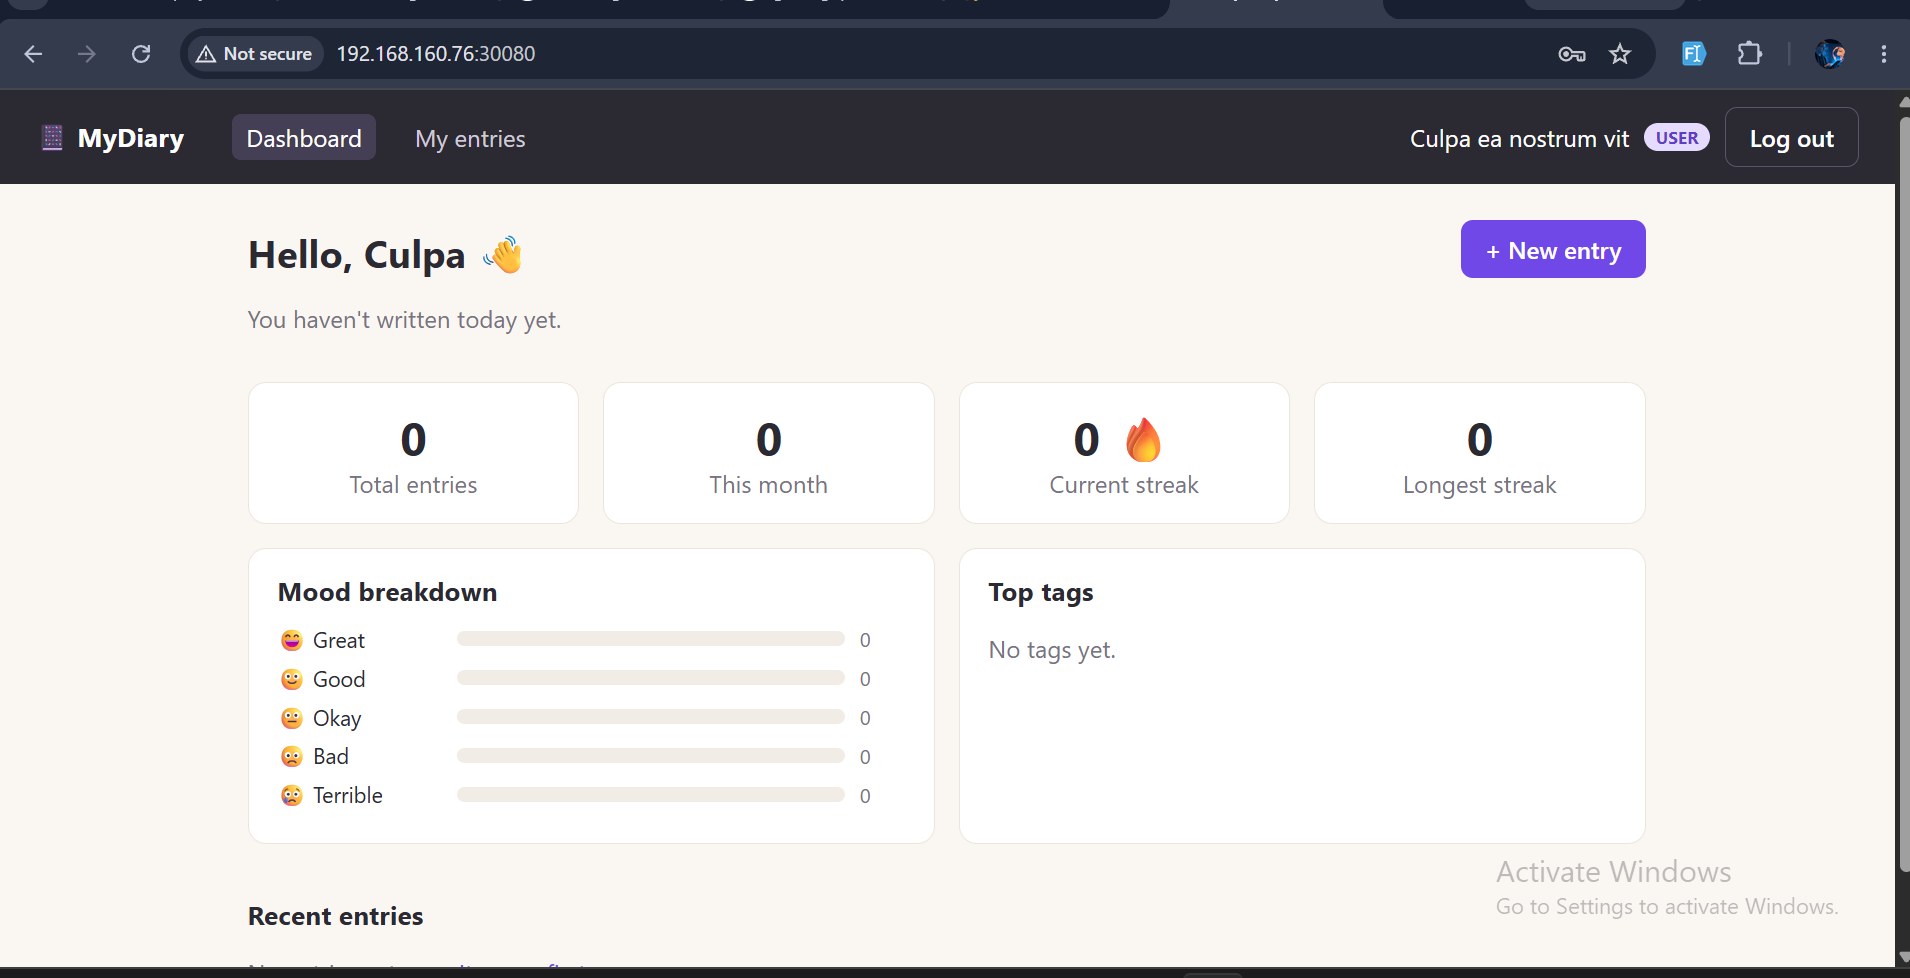 Not secure 192.168.160.76:30080
MyDiary Dashboard My entries Culpa ea nostrum vit USER Log out
Hello, Culpa 👋
+ New entry
You haven't written today yet.
0 0 0 🔥 0
Total entries This month Current streak Longest streak
Mood breakdown Top tags
Great 0
No tags yet.
Good 0
Okay 0
Bad 0
Terrible 0
Activate Windows
Go to Settings to activate Windows.
Recent entries